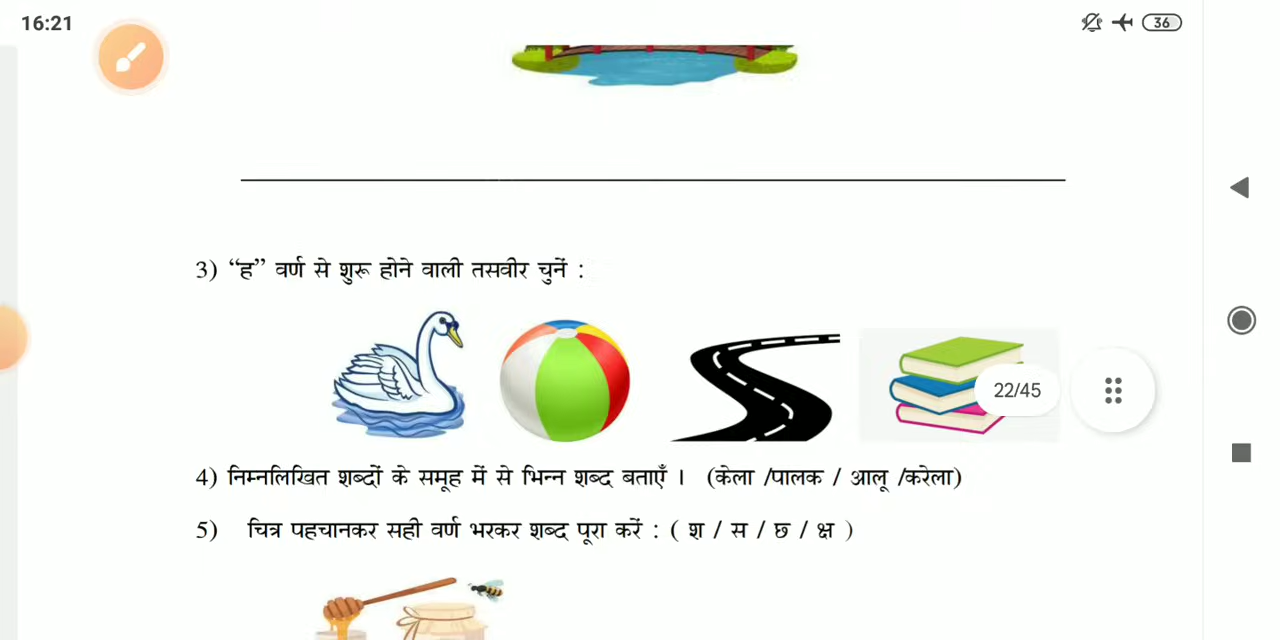 16:21
36
3) “ह” वर्ण से शुरू होने वाली तसवीर चुनें :
22/45
4) निम्नलिखित शब्दों के समूह में से भिन्न शब्द बताएँ । (केला /पालक / आलू /करेला)
5) चित्र पहचानकर सही वर्ण भरकर शब्द पूरा करें : ( श / स / छ / क्ष )